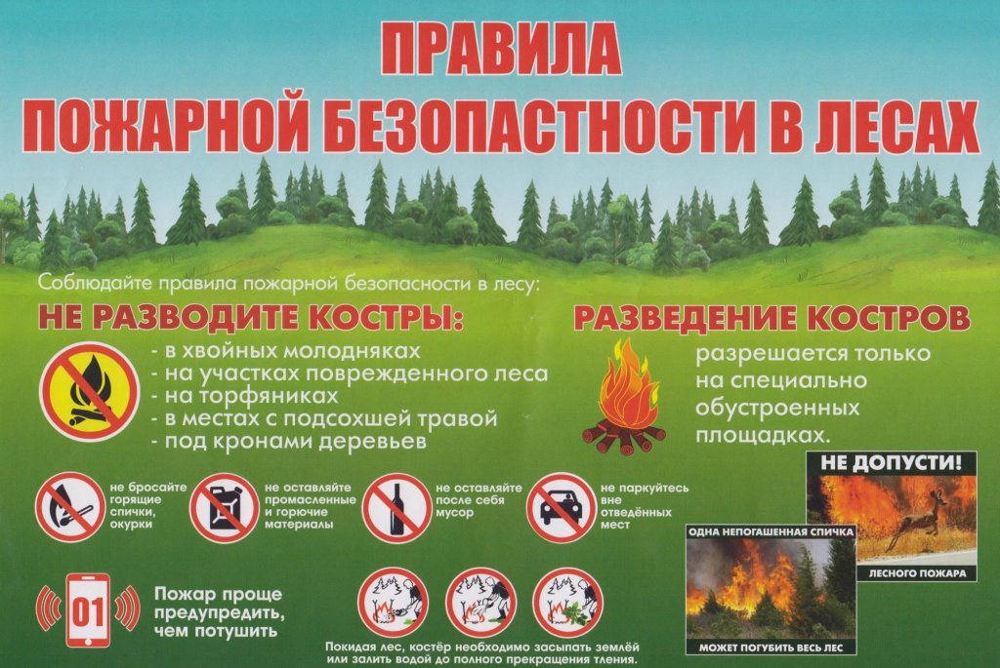 ПРАВИЛА
ПОЖАРНОЙ БЕЗОПАСТНОСТИ В ЛЕСАХ
Соблюдайте правила пожарной безопасности в лесу:
НЕ РАЗВОДИТЕ КОСТРЫ:
- в хвойных молодняках
- на участках поврежденного леса
- на торфяниках
- в местах с подсохшей травой
- под кронами деревьев
РАЗВЕДЕНИЕ КОСТРОВ
разрешается только
на специально
обустроенных
площадках.
не бросайте
горящие
спички,
окурки
не оставляйте
промасленные
и горючие
материалы
не оставляйте
после себя
мусор
не паркуйтесь
вне
отведённых
мест
НЕ ДОПУСТИ!
ЛЕСНОГО ПОЖАРА
ОДНА НЕПОГАШЕННАЯ СПИЧКА
МОЖЕТ ПОГУБИТЬ ВЕСЬ ЛЕС
01
Пожар проще
предупредить,
чем потушить
Покидая лес, костёр необходимо засыпать землёй
или залить водой до полного прекращения тления.